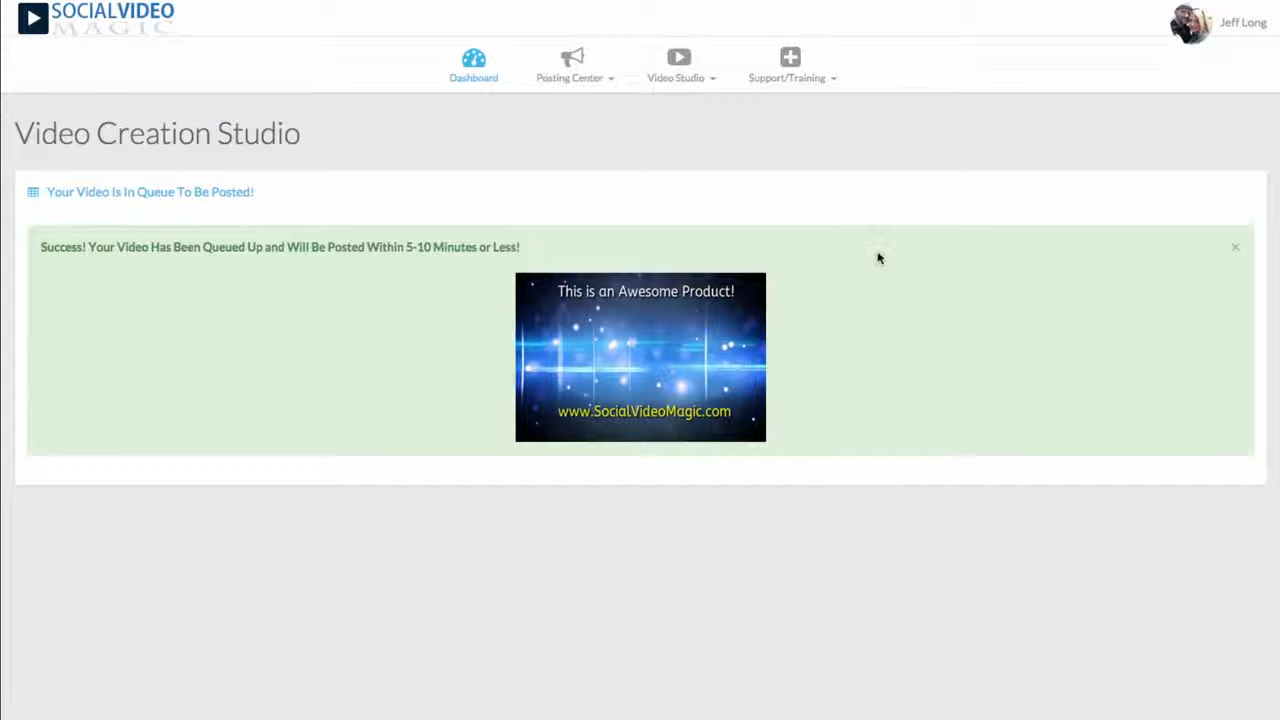 SOCIALVIDEO
MAGIC
Jeff Long
Dashboard
Posting Center
Video Studio
Support/Training
Video Creation Studio
Your Video Is In Queue To Be Posted!
Success! Your Video Has Been Queued Up and Will Be Posted Within 5-10 Minutes or Less!
×
This is an Awesome Product!
www.SocialVideoMagic.com